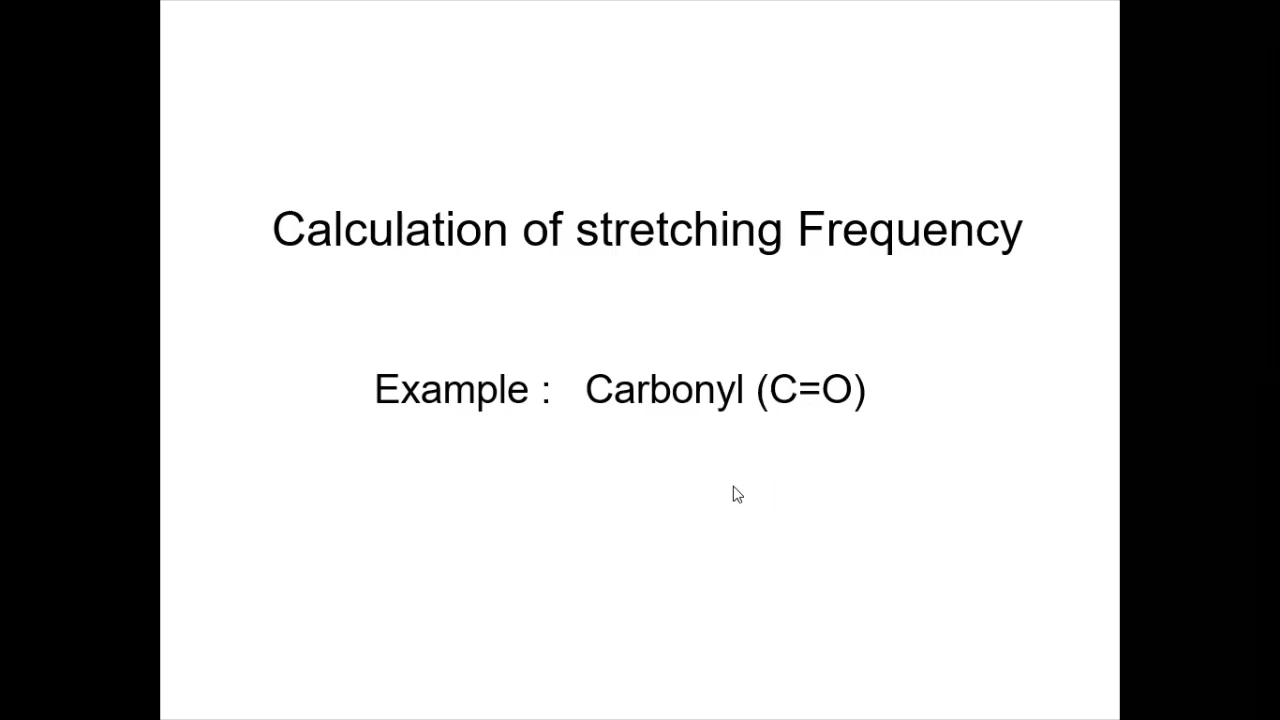 Calculation of stretching Frequency
Example : Carbonyl (C=O)